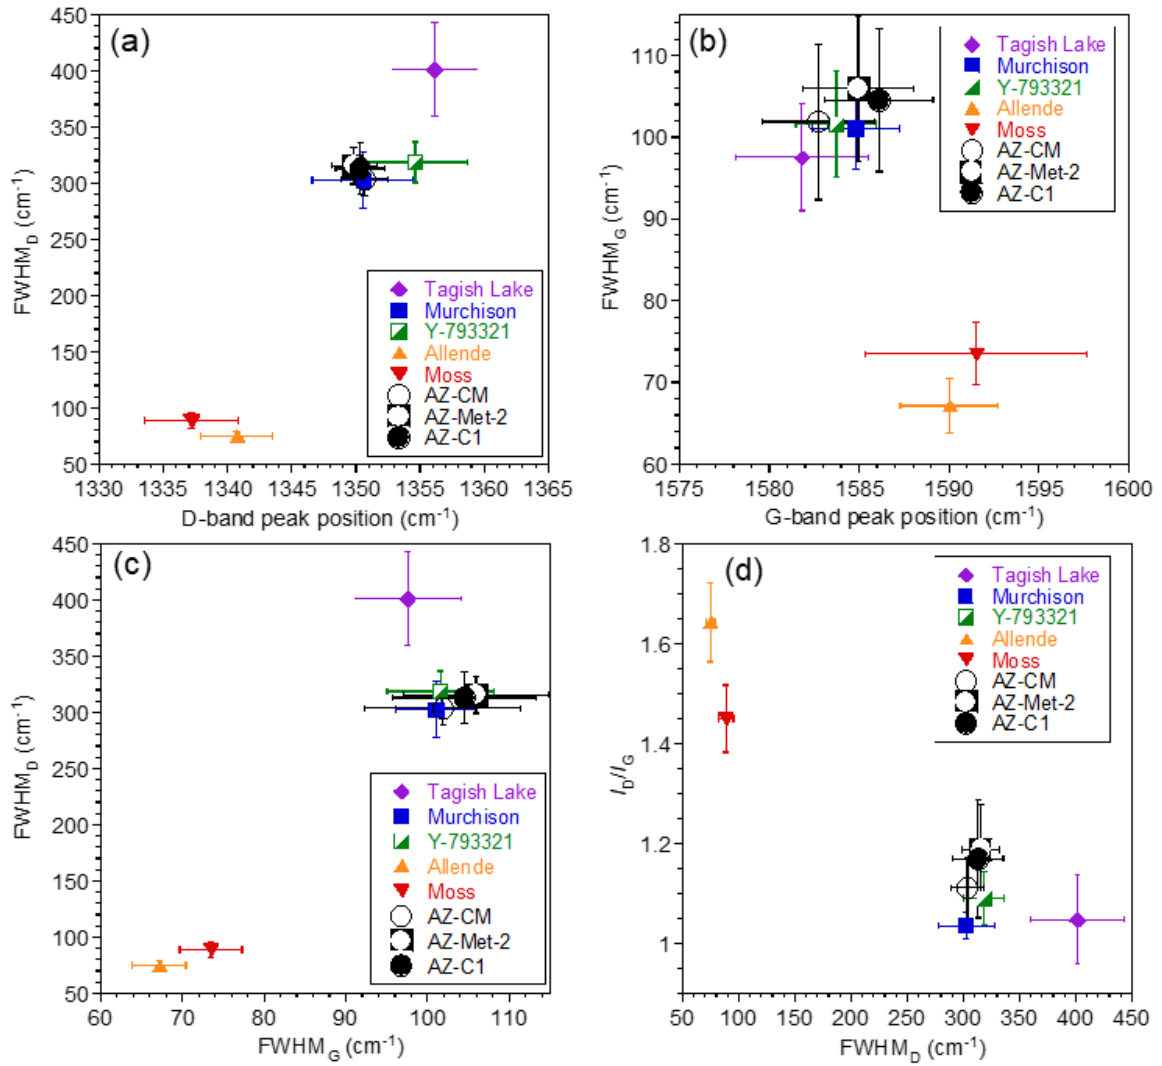 (a)
450
400
350
300
250
200
150
100
50
FWHM_D (cm⁻¹)
Tagish Lake
Murchison
Y-793321
Allende
Moss
AZ-CM
AZ-Met-2
AZ-C1
1330 1335 1340 1345 1350 1355 1360 1365
D-band peak position (cm⁻¹)
(b)
110
100
90
80
70
60
FWHM_G (cm⁻¹)
Tagish Lake
Murchison
Y-793321
Allende
Moss
AZ-CM
AZ-Met-2
AZ-C1
1575 1580 1585 1590 1595 1600
G-band peak position (cm⁻¹)
(c)
450
400
350
300
250
200
150
100
50
FWHM_D (cm⁻¹)
Tagish Lake
Murchison
Y-793321
Allende
Moss
AZ-CM
AZ-Met-2
AZ-C1
60 70 80 90 100 110
FWHM_G (cm⁻¹)
(d)
1.8
1.6
1.4
1.2
1
I_D/I_G
Tagish Lake
Murchison
Y-793321
Allende
Moss
AZ-CM
AZ-Met-2
AZ-C1
50 100 150 200 250 300 350 400 450
FWHM_D (cm⁻¹)